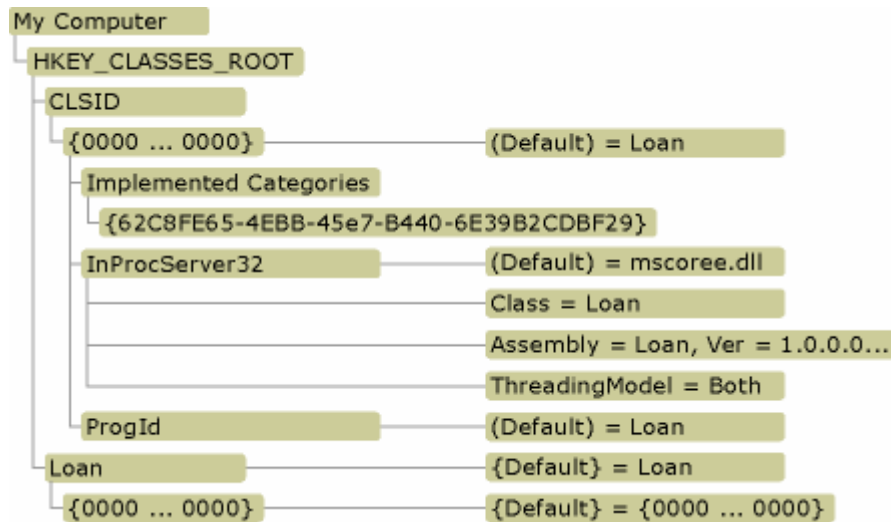 My Computer
HKEY_CLASSES_ROOT
CLSID
{0000 ... 0000} (Default) = Loan
Implemented Categories
{62C8FE65-4EBB-45e7-B440-6E39B2CDBF29}
InProcServer32 (Default) = mscoree.dll
Class = Loan
Assembly = Loan, Ver = 1.0.0.0...
ThreadingModel = Both
ProgId (Default) = Loan
Loan {Default} = Loan
{0000 ... 0000} {Default} = {0000 ... 0000}